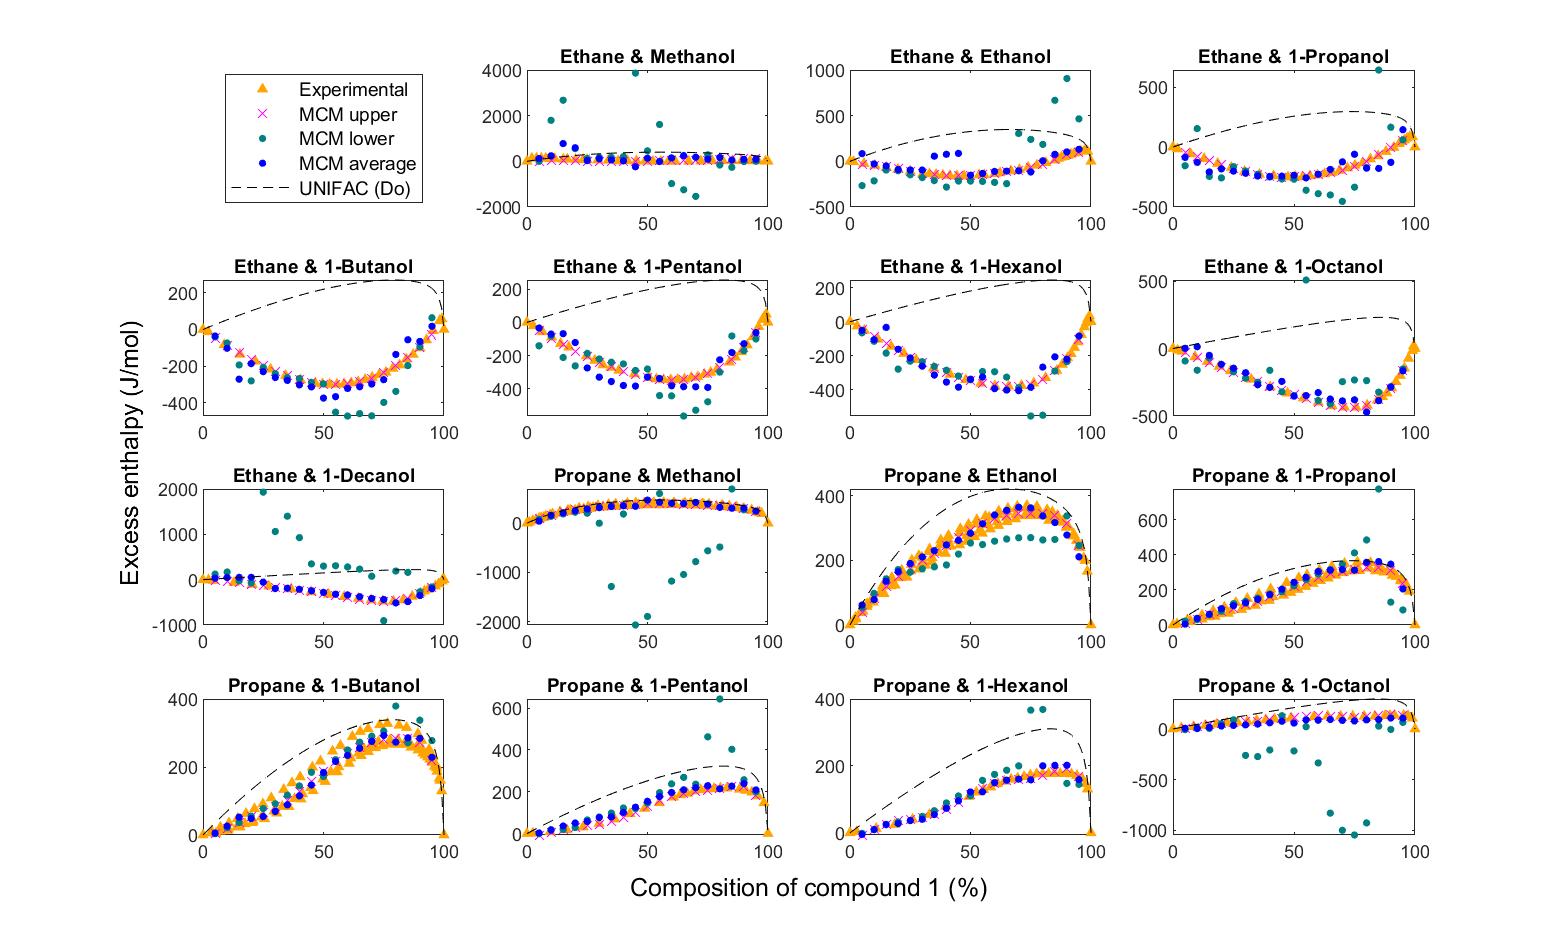 Experimental
MCM upper
MCM lower
MCM average
UNIFAC (Do)
Ethane & Methanol
4000
2000
0
-2000
0 50 100
Ethane & Ethanol
1000
500
0
-500
0 50 100
Ethane & 1-Propanol
500
0
-500
0 50 100
Ethane & 1-Butanol
200
0
-200
-400
0 50 100
Ethane & 1-Pentanol
200
0
-200
-400
0 50 100
Ethane & 1-Hexanol
200
0
-200
-400
0 50 100
Ethane & 1-Octanol
500
0
-500
0 50 100
Excess enthalpy (J/mol)
Ethane & 1-Decanol
2000
1000
0
-1000
0 50 100
Propane & Methanol
0
-1000
-2000
0 50 100
Propane & Ethanol
400
200
0
0 50 100
Propane & 1-Propanol
600
400
200
0
0 50 100
Propane & 1-Butanol
400
200
0
0 50 100
Propane & 1-Pentanol
600
400
200
0
0 50 100
Propane & 1-Hexanol
400
200
0
0 50 100
Propane & 1-Octanol
0
-500
-1000
0 50 100
Composition of compound 1 (%)